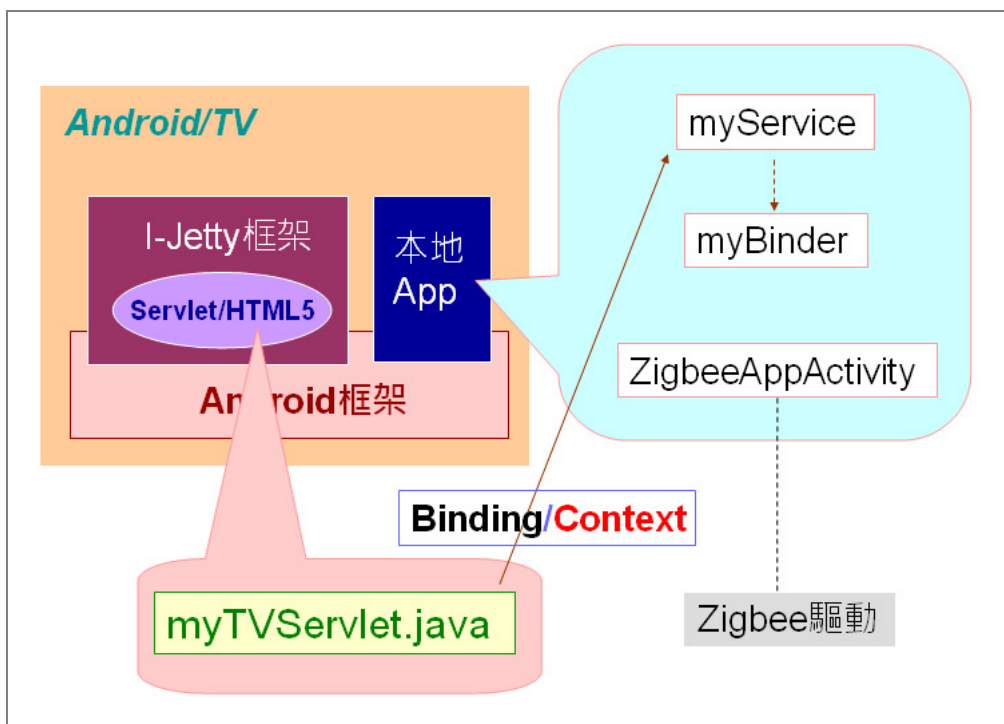 Android/TV
I-Jetty框架
Servlet/HTML5
本地
App
Android框架
myService
myBinder
ZigbeeAppActivity
Binding/Context
myTVServlet.java
Zigbee驅動